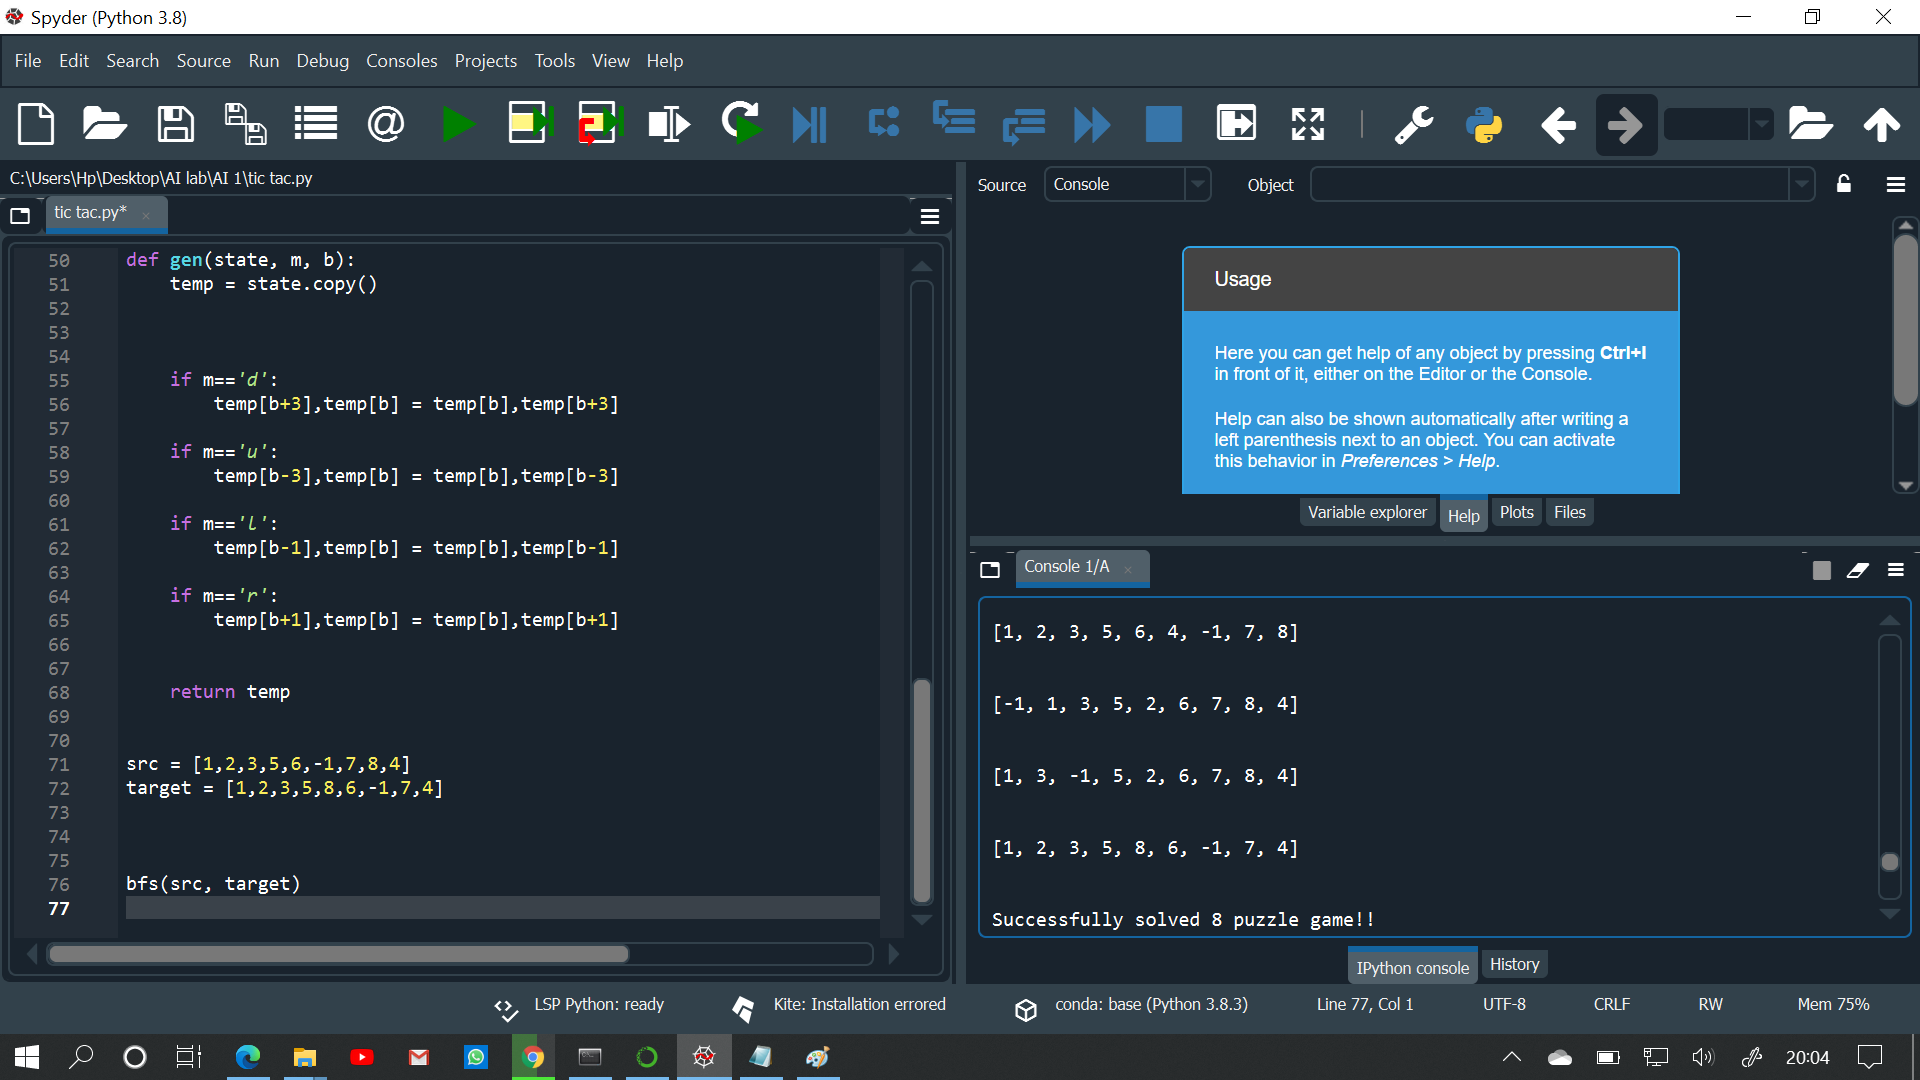 Spyder (Python 3.8)
File Edit Search Source Run Debug Consoles Projects Tools View Help
C:\Users\Hp\Desktop\AI lab\AI 1\tic tac.py
tic tac.py*
50 def gen(state, m, b):
51     temp = state.copy()
52
53
54
55     if m=='d':
56         temp[b+3],temp[b] = temp[b],temp[b+3]
57
58     if m=='u':
59         temp[b-3],temp[b] = temp[b],temp[b-3]
60
61     if m=='l':
62         temp[b-1],temp[b] = temp[b],temp[b-1]
63
64     if m=='r':
65         temp[b+1],temp[b] = temp[b],temp[b+1]
66
67
68     return temp
69
70
71 src = [1,2,3,5,6,-1,7,8,4]
72 target = [1,2,3,5,8,6,-1,7,4]
73
74
75
76 bfs(src, target)
77
Source Console Object
Usage
Here you can get help of any object by pressing Ctrl+I
in front of it, either on the Editor or the Console.
Help can also be shown automatically after writing a
left parenthesis next to an object. You can activate
this behavior in Preferences > Help.
Variable explorer Help Plots Files
Console 1/A
[1, 2, 3, 5, 6, 4, -1, 7, 8]
[-1, 1, 3, 5, 2, 6, 7, 8, 4]
[1, 3, -1, 5, 2, 6, 7, 8, 4]
[1, 2, 3, 5, 8, 6, -1, 7, 4]
Successfully solved 8 puzzle game!!
IPython console History
LSP Python: ready Kite: Installation errored conda: base (Python 3.8.3) Line 77, Col 1 UTF-8 CRLF RW Mem 75%
20:04